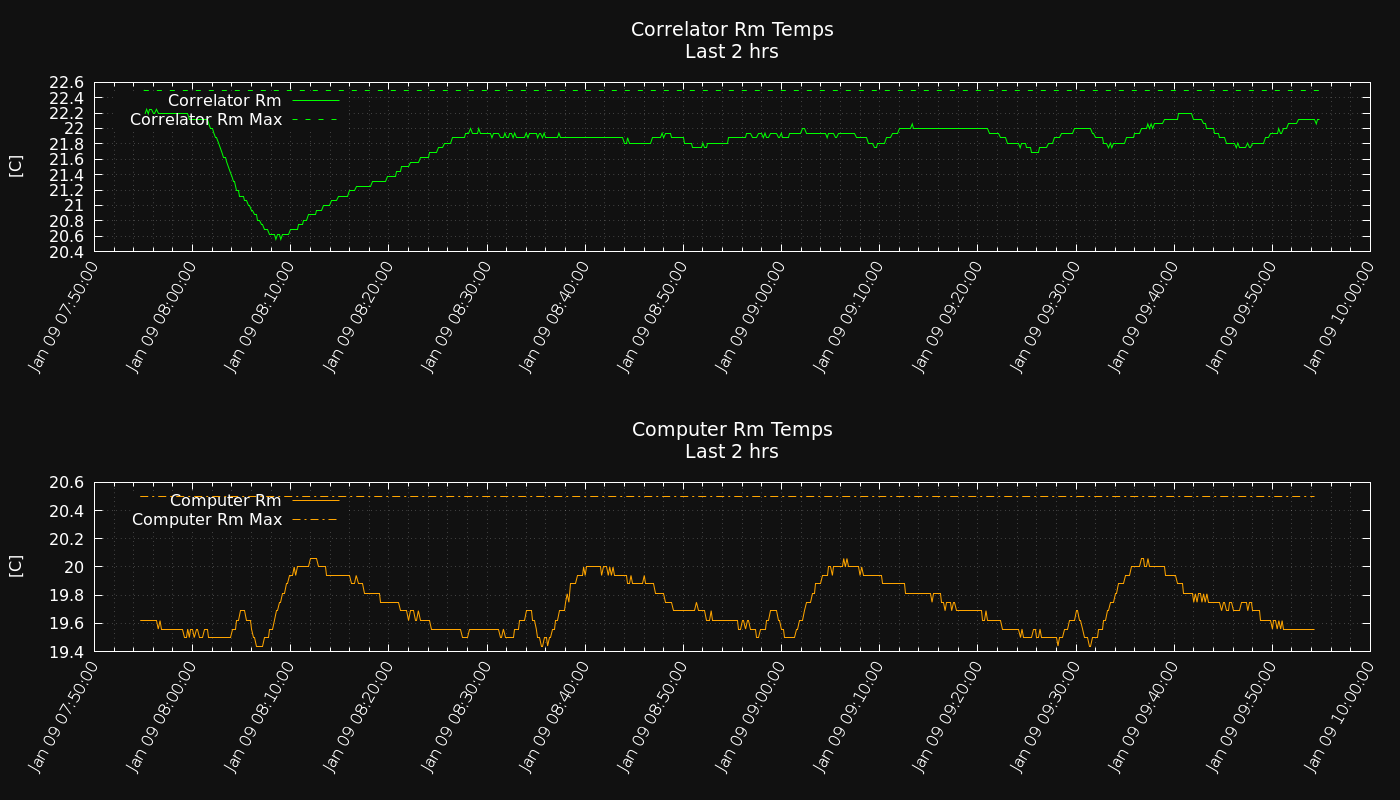 Correlator Rm Temps
Last 2 hrs
22.6
22.4
22.2
22
21.8
21.6
21.4
21.2
21
20.8
20.6
20.4
[C]
Correlator Rm
Correlator Rm Max
Jan 09 07:50:00
Jan 09 08:00:00
Jan 09 08:10:00
Jan 09 08:20:00
Jan 09 08:30:00
Jan 09 08:40:00
Jan 09 08:50:00
Jan 09 09:00:00
Jan 09 09:10:00
Jan 09 09:20:00
Jan 09 09:30:00
Jan 09 09:40:00
Jan 09 09:50:00
Jan 09 10:00:00
Computer Rm Temps
Last 2 hrs
20.6
20.4
20.2
20
19.8
19.6
19.4
[C]
Computer Rm
Computer Rm Max
Jan 09 07:50:00
Jan 09 08:00:00
Jan 09 08:10:00
Jan 09 08:20:00
Jan 09 08:30:00
Jan 09 08:40:00
Jan 09 08:50:00
Jan 09 09:00:00
Jan 09 09:10:00
Jan 09 09:20:00
Jan 09 09:30:00
Jan 09 09:40:00
Jan 09 09:50:00
Jan 09 10:00:00